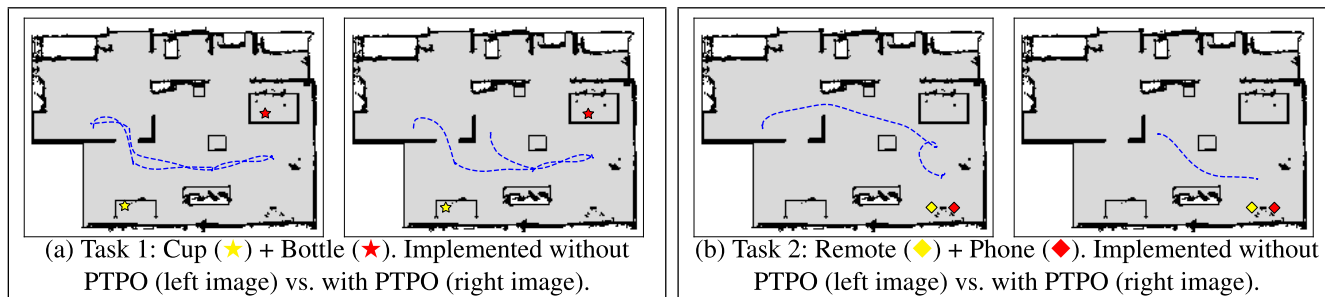 (a) Task 1: Cup (★) + Bottle (★). Implemented without
PTPO (left image) vs. with PTPO (right image).
(b) Task 2: Remote (◆) + Phone (◆). Implemented without
PTPO (left image) vs. with PTPO (right image).